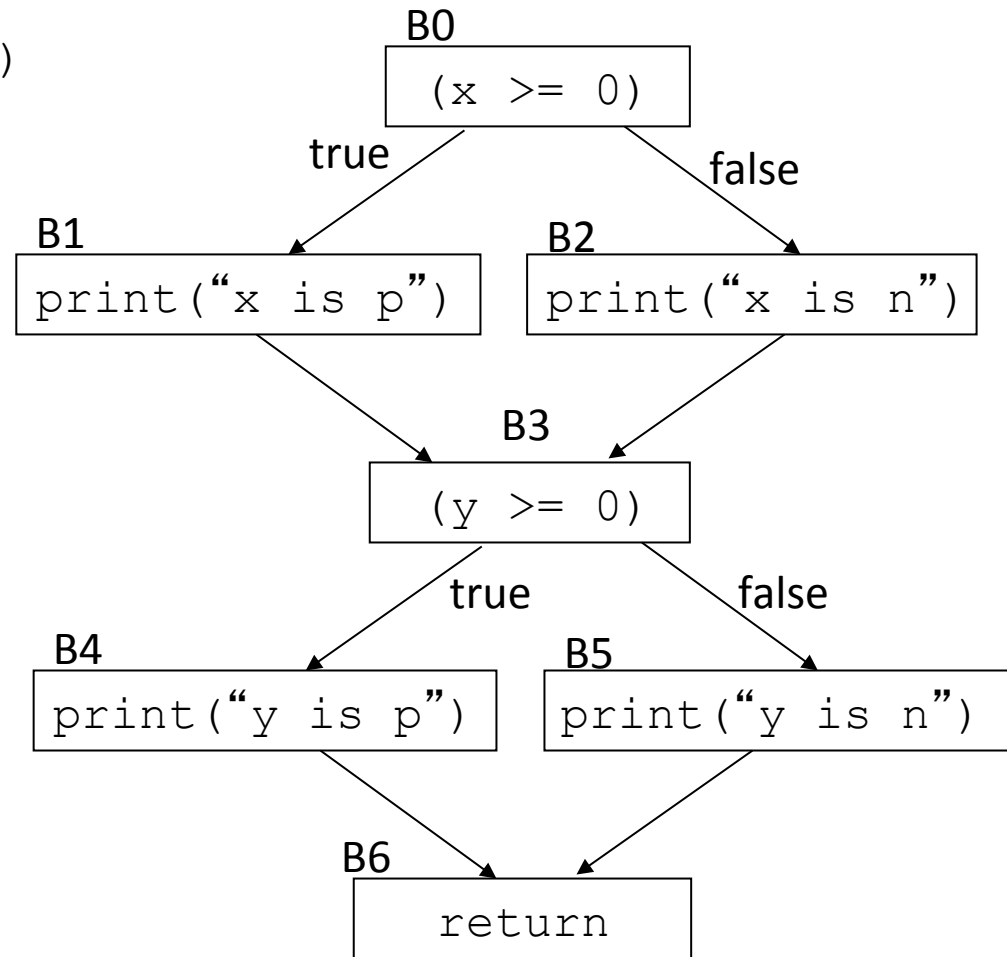 B0
)
(x >= 0)
true
false
B1
B2
print(“x is p”)
print(“x is n”)
B3
(y >= 0)
true
false
B4
B5
print(“y is p”)
print(“y is n”)
B6
return